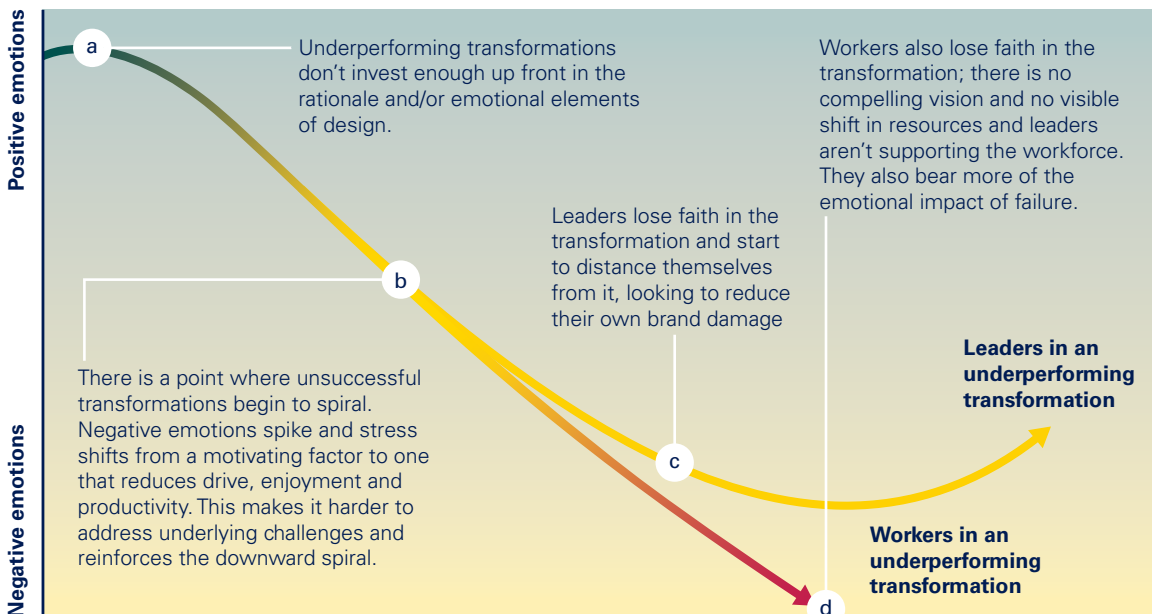 Positive emotions
Negative emotions
a
Underperforming transformations
don't invest enough up front in the
rationale and/or emotional elements
of design.
b
There is a point where unsuccessful
transformations begin to spiral.
Negative emotions spike and stress
shifts from a motivating factor to one
that reduces drive, enjoyment and
productivity. This makes it harder to
address underlying challenges and
reinforces the downward spiral.
Leaders lose faith in the
transformation and start
to distance themselves
from it, looking to reduce
their own brand damage
c
Workers also lose faith in the
transformation; there is no
compelling vision and no visible
shift in resources and leaders
aren't supporting the workforce.
They also bear more of the
emotional impact of failure.
d
Leaders in an
underperforming
transformation
Workers in an
underperforming
transformation